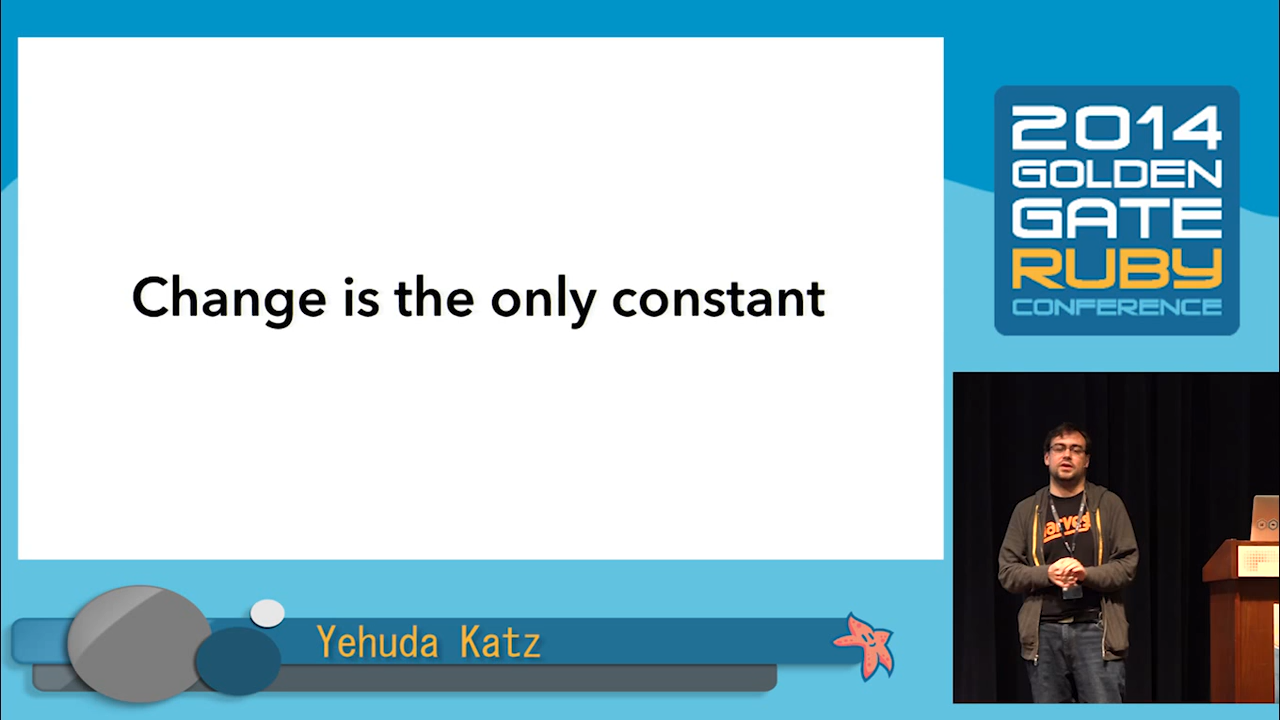 Change is the only constant
2014
GOLDEN
GATE
RUBY
CONFERENCE
Yehuda Katz